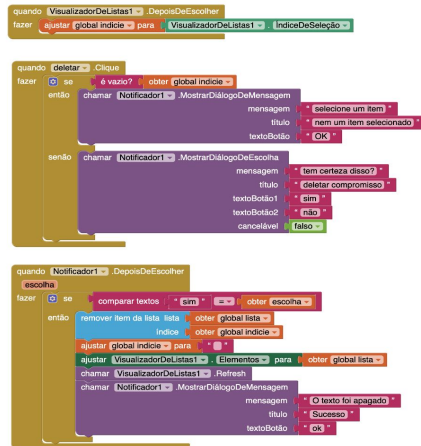 quando VisualizadorDeListas1 .DepoisDeEscolher
fazer ajustar global indicie para VisualizadorDeListas1 . ÍndiceDeSeleção
quando deletar .Clique
fazer se é vazio? obter global indicie
então chamar Notificador1 .MostrarDiálogoDeMensagem
mensagem " selecione um item "
título " nem um item selecionado "
textoBotão " OK "
senão chamar Notificador1 .MostrarDiálogoDeEscolha
mensagem " tem certeza disso? "
título " deletar compromisso "
textoBotão1 " sim "
textoBotão2 " não "
cancelável falso
quando Notificador1 .DepoisDeEscolher
escolha
fazer se comparar textos " sim " = obter escolha
então remover item da lista lista obter global lista
índice obter global indicie
ajustar global indicie para " "
ajustar VisualizadorDeListas1 . Elementos para obter global lista
chamar VisualizadorDeListas1 .Refresh
chamar Notificador1 .MostrarDiálogoDeMensagem
mensagem " O texto foi apagado "
título " Sucesso "
textoBotão " ok "